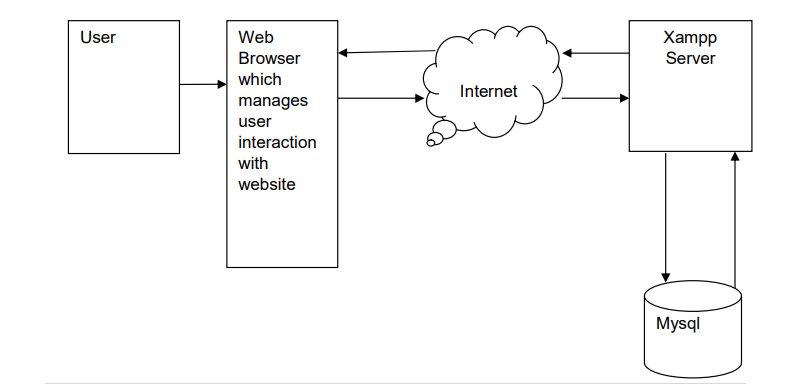 User
Web
Browser
which
manages
user
interaction
with
website
Internet
Xampp
Server
Mysql